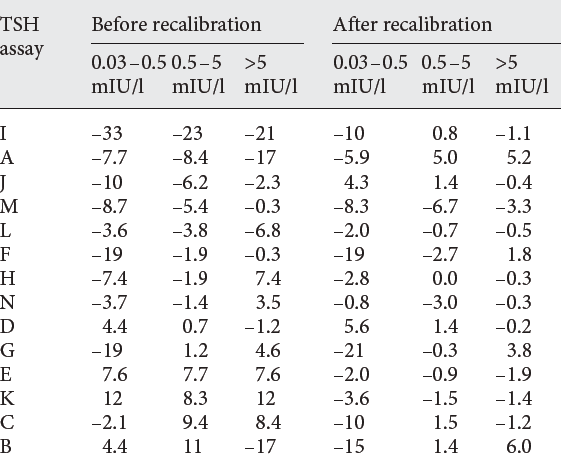 TSH assay Before recalibration After recalibration
0.03–0.5 mIU/l 0.5–5 mIU/l >5 mIU/l 0.03–0.5 mIU/l 0.5–5 mIU/l >5 mIU/l
I –33 –23 –21 –10 0.8 –1.1
A –7.7 –8.4 –17 –5.9 5.0 5.2
J –10 –6.2 –2.3 4.3 1.4 –0.4
M –8.7 –5.4 –0.3 –8.3 –6.7 –3.3
L –3.6 –3.8 –6.8 –2.0 –0.7 –0.5
F –19 –1.9 –0.3 –19 –2.7 1.8
H –7.4 –1.9 7.4 –2.8 0.0 –0.3
N –3.7 –1.4 3.5 –0.8 –3.0 –0.3
D 4.4 0.7 –1.2 5.6 1.4 –0.2
G –19 1.2 4.6 –21 –0.3 3.8
E 7.6 7.7 7.6 –2.0 –0.9 –1.9
K 12 8.3 12 –3.6 –1.5 –1.4
C –2.1 9.4 8.4 –10 1.5 –1.2
B 4.4 11 –17 –15 1.4 6.0